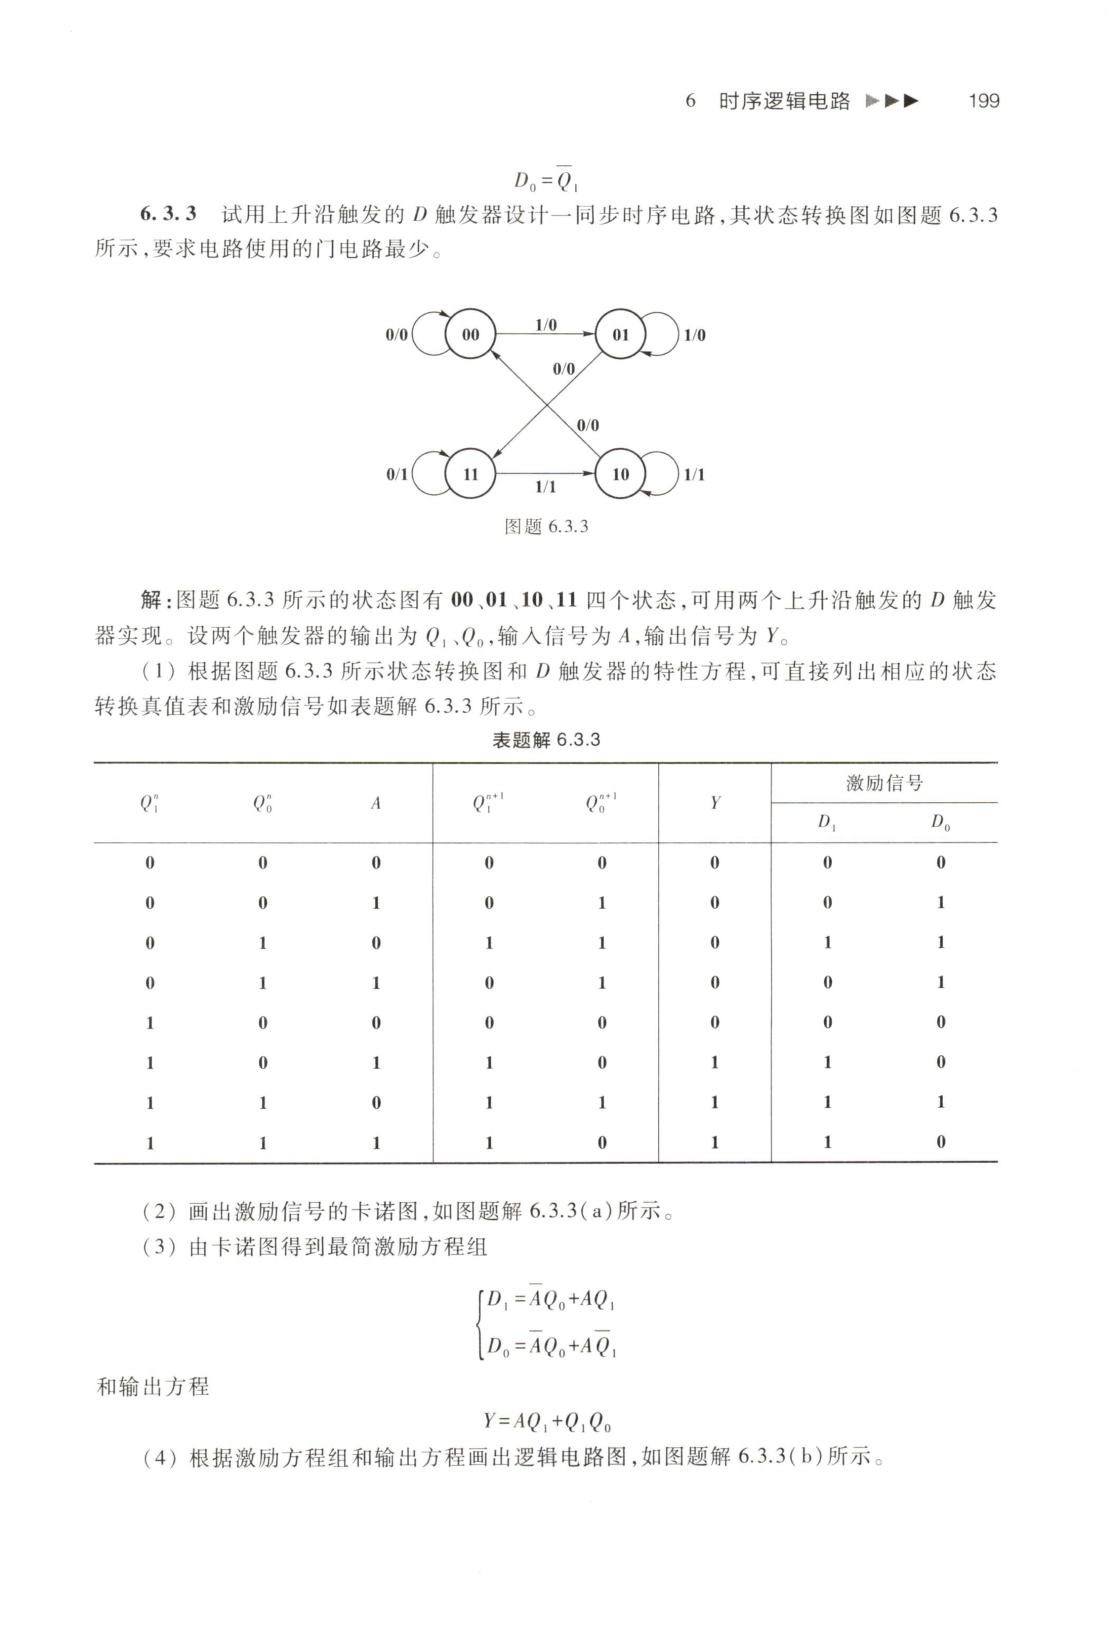 6 时序逻辑电路 ▶▶▶ 199
D₀=Q̅₁
6.3.3 试用上升沿触发的 D 触发器设计一同步时序电路,其状态转换图如图题 6.3.3
所示,要求电路使用的门电路最少。
0/0 00 1/0 01 1/0
0/0
0/0
0/1 11 1/1 10 1/1
图题 6.3.3
解:图题 6.3.3 所示的状态图有 00、01、10、11 四个状态,可用两个上升沿触发的 D 触发
器实现。设两个触发器的输出为 Q₁、Q₀,输入信号为 A,输出信号为 Y。
(1) 根据图题 6.3.3 所示状态转换图和 D 触发器的特性方程,可直接列出相应的状态
转换真值表和激励信号如表题解 6.3.3 所示。
表题解 6.3.3
Q₁ⁿ Q₀ⁿ A Q₁ⁿ⁺¹ Q₀ⁿ⁺¹ Y 激励信号
D₁ D₀
0 0 0 0 0 0 0 0
0 0 1 0 1 0 0 1
0 1 0 1 1 0 1 1
0 1 1 0 1 0 0 1
1 0 0 0 0 0 0 0
1 0 1 1 0 1 1 0
1 1 0 1 1 1 1 1
1 1 1 1 0 1 1 0
(2) 画出激励信号的卡诺图,如图题解 6.3.3(a)所示。
(3) 由卡诺图得到最简激励方程组
D₁=A̅Q₀+AQ₁
D₀=A̅Q₀+AQ̅₁
和输出方程
Y=AQ₁+Q₁Q₀
(4) 根据激励方程组和输出方程画出逻辑电路图,如图题解 6.3.3(b)所示。